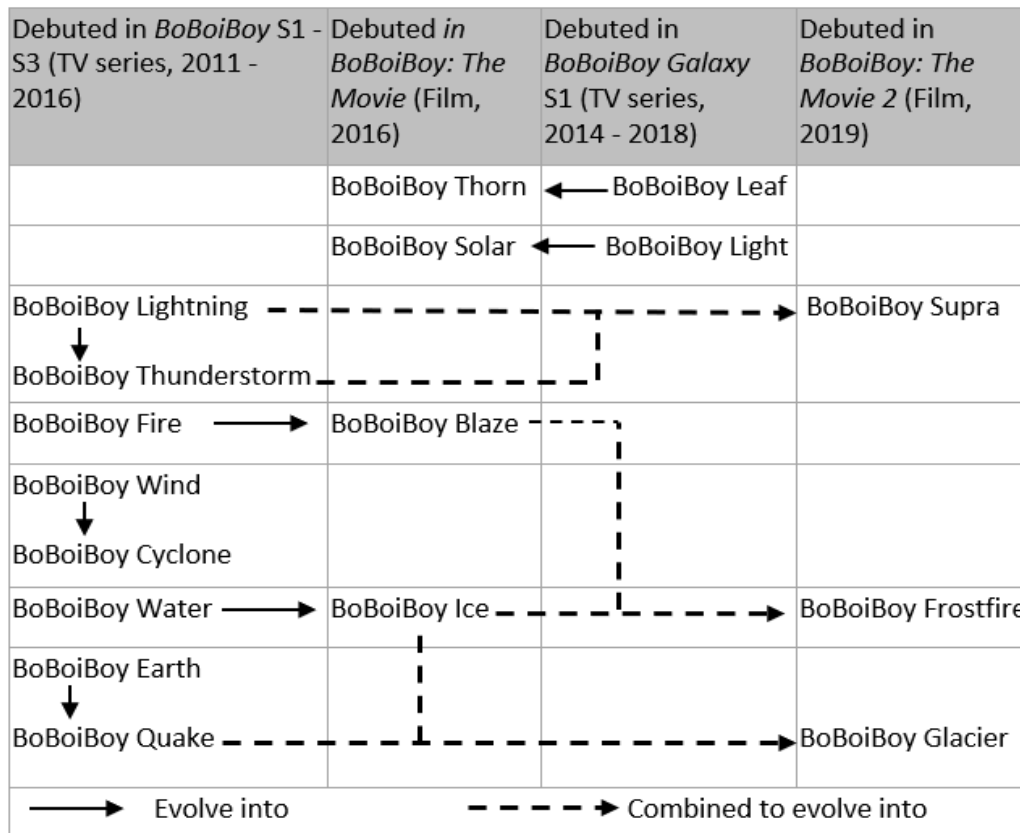 Debuted in BoBoiBoy S1 -
S3 (TV series, 2011 -
2016)
Debuted in
BoBoiBoy: The
Movie (Film,
2016)
Debuted in
BoBoiBoy Galaxy
S1 (TV series,
2014 - 2018)
Debuted in
BoBoiBoy: The
Movie 2 (Film,
2019)
BoBoiBoy Thorn
BoBoiBoy Leaf
BoBoiBoy Solar
BoBoiBoy Light
BoBoiBoy Lightning
BoBoiBoy Supra
BoBoiBoy Thunderstorm
BoBoiBoy Fire
BoBoiBoy Blaze
BoBoiBoy Wind
BoBoiBoy Cyclone
BoBoiBoy Water
BoBoiBoy Ice
BoBoiBoy Frostfire
BoBoiBoy Earth
BoBoiBoy Quake
BoBoiBoy Glacier
Evolve into
Combined to evolve into